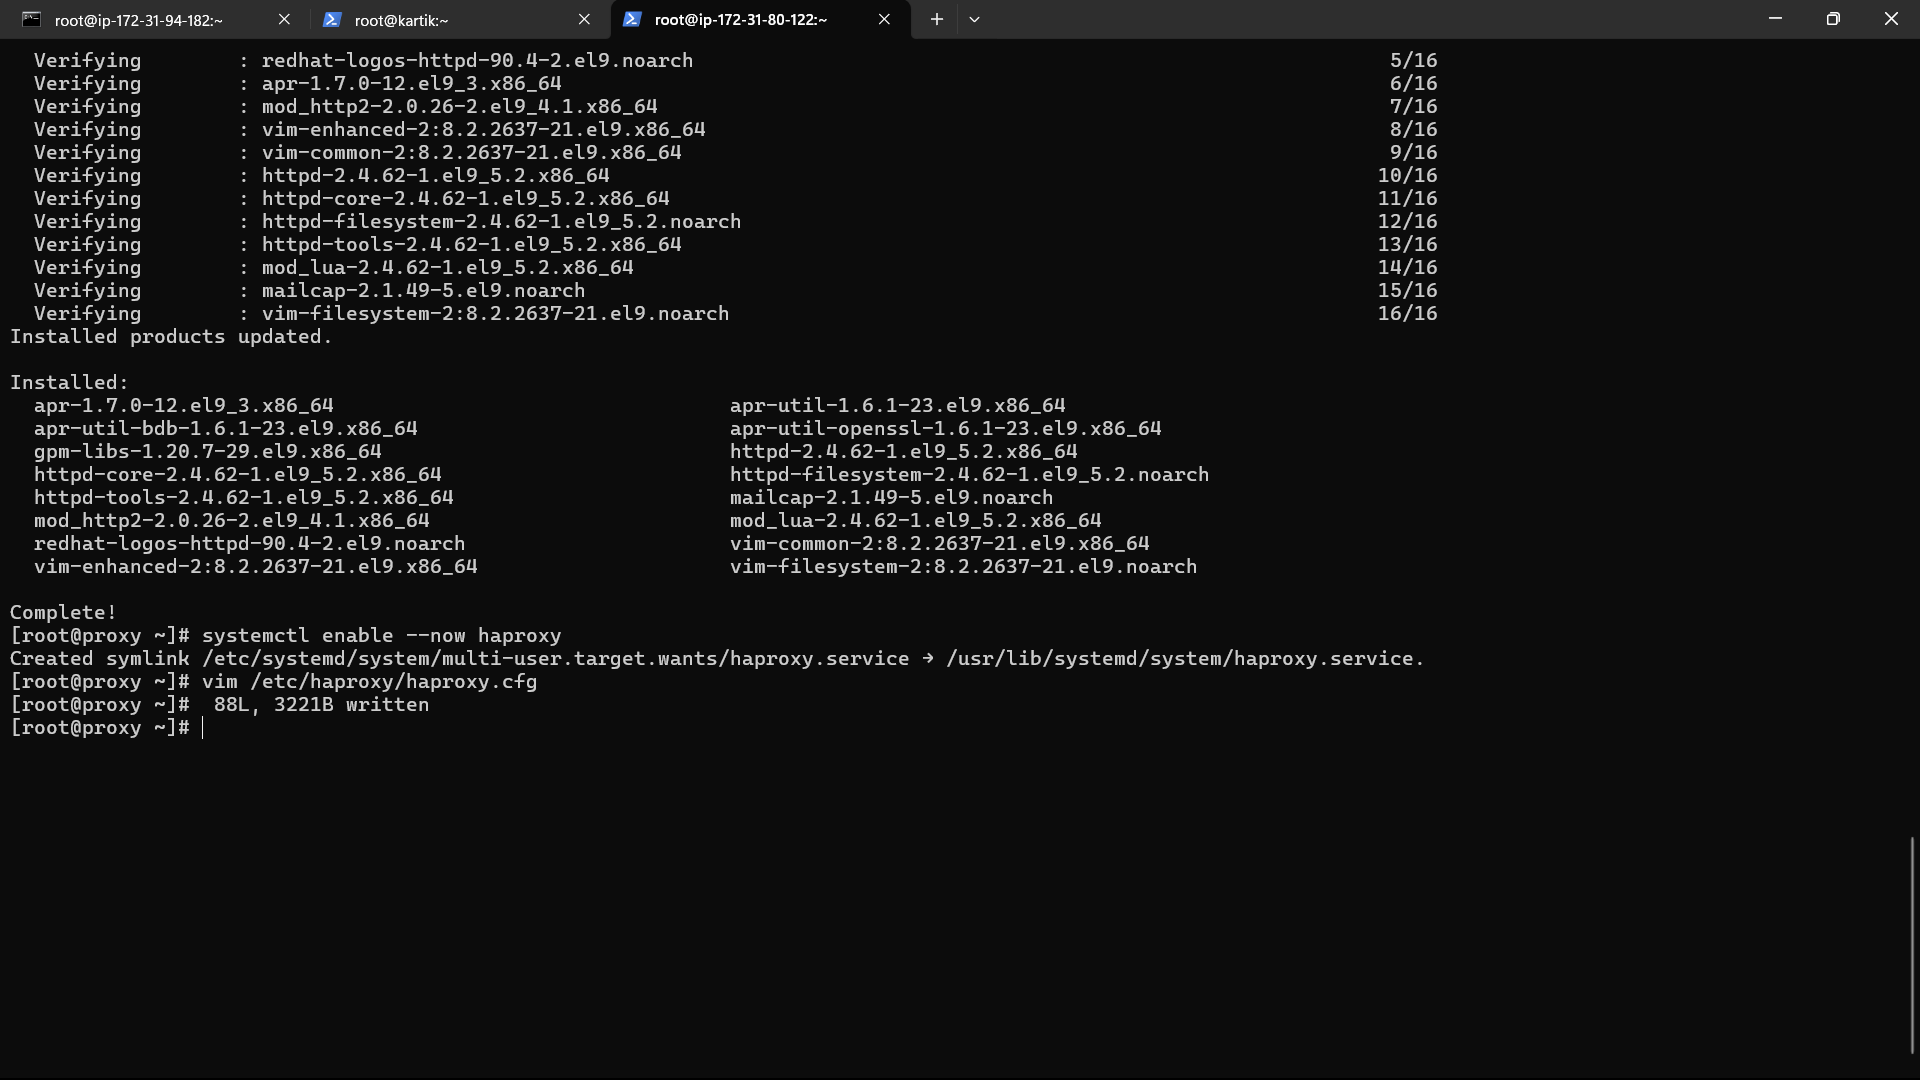 root@ip-172-31-94-182:~ root@kartik:~ root@ip-172-31-80-122:~
Verifying : redhat-logos-httpd-90.4-2.el9.noarch 5/16
Verifying : apr-1.7.0-12.el9_3.x86_64 6/16
Verifying : mod_http2-2.0.26-2.el9_4.1.x86_64 7/16
Verifying : vim-enhanced-2:8.2.2637-21.el9.x86_64 8/16
Verifying : vim-common-2:8.2.2637-21.el9.x86_64 9/16
Verifying : httpd-2.4.62-1.el9_5.2.x86_64 10/16
Verifying : httpd-core-2.4.62-1.el9_5.2.x86_64 11/16
Verifying : httpd-filesystem-2.4.62-1.el9_5.2.noarch 12/16
Verifying : httpd-tools-2.4.62-1.el9_5.2.x86_64 13/16
Verifying : mod_lua-2.4.62-1.el9_5.2.x86_64 14/16
Verifying : mailcap-2.1.49-5.el9.noarch 15/16
Verifying : vim-filesystem-2:8.2.2637-21.el9.noarch 16/16
Installed products updated.
Installed:
apr-1.7.0-12.el9_3.x86_64 apr-util-1.6.1-23.el9.x86_64
apr-util-bdb-1.6.1-23.el9.x86_64 apr-util-openssl-1.6.1-23.el9.x86_64
gpm-libs-1.20.7-29.el9.x86_64 httpd-2.4.62-1.el9_5.2.x86_64
httpd-core-2.4.62-1.el9_5.2.x86_64 httpd-filesystem-2.4.62-1.el9_5.2.noarch
httpd-tools-2.4.62-1.el9_5.2.x86_64 mailcap-2.1.49-5.el9.noarch
mod_http2-2.0.26-2.el9_4.1.x86_64 mod_lua-2.4.62-1.el9_5.2.x86_64
redhat-logos-httpd-90.4-2.el9.noarch vim-common-2:8.2.2637-21.el9.x86_64
vim-enhanced-2:8.2.2637-21.el9.x86_64 vim-filesystem-2:8.2.2637-21.el9.noarch
Complete!
[root@proxy ~]# systemctl enable --now haproxy
Created symlink /etc/systemd/system/multi-user.target.wants/haproxy.service → /usr/lib/systemd/system/haproxy.service.
[root@proxy ~]# vim /etc/haproxy/haproxy.cfg
[root@proxy ~]#  88L, 3221B written
[root@proxy ~]#